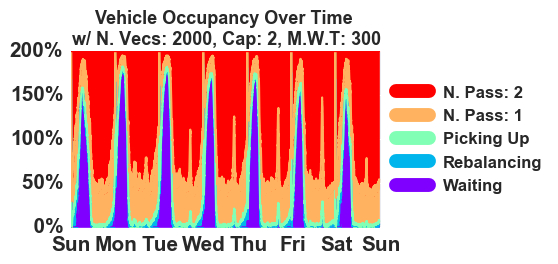 Vehicle Occupancy Over Time
w/ N. Vecs: 2000, Cap: 2, M.W.T: 300
200%
150%
100%
50%
0%
Sun Mon Tue Wed Thu Fri Sat Sun
N. Pass: 2
N. Pass: 1
Picking Up
Rebalancing
Waiting